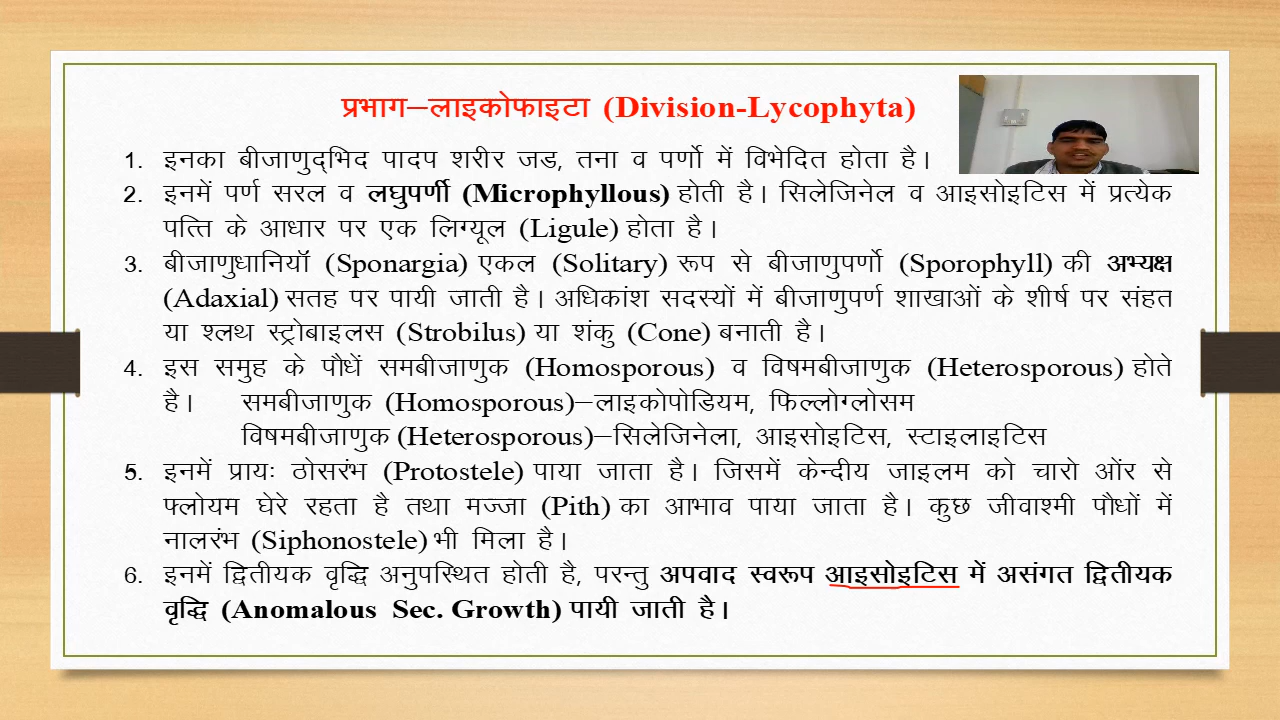 प्रभाग–लाइकोफाइटा (Division-Lycophyta)
1. इनका बीजाणुद्भिद पादप शरीर जड, तना व पर्णो में विभेदित होता है।
2. इनमें पर्ण सरल व लघुपर्णी (Microphyllous) होती है। सिलेजिनेल व आइसोइटिस में प्रत्येक
पत्ति के आधार पर एक लिग्यूल (Ligule) होता है।
3. बीजाणुधानियॉ (Sponargia) एकल (Solitary) रूप से बीजाणुपर्णो (Sporophyll) की अभ्यक्ष
(Adaxial) सतह पर पायी जाती है। अधिकांश सदस्यों में बीजाणुपर्ण शाखाओं के शीर्ष पर संहत
या श्लथ स्ट्रोबाइलस (Strobilus) या शंकु (Cone) बनाती है।
4. इस समुह के पौधें समबीजाणुक (Homosporous) व विषमबीजाणुक (Heterosporous) होते
है। समबीजाणुक (Homosporous)–लाइकोपोडियम, फिल्लोग्लोसम
विषमबीजाणुक (Heterosporous)–सिलेजिनेला, आइसोइटिस, स्टाइलाइटिस
5. इनमें प्रायः ठोसरंभ (Protostele) पाया जाता है। जिसमें केन्दीय जाइलम को चारो ओंर से
फ्लोयम घेरे रहता है तथा मज्जा (Pith) का आभाव पाया जाता है। कुछ जीवाश्मी पौधों में
नालरंभ (Siphonostele) भी मिला है।
6. इनमें द्वितीयक वृद्धि अनुपस्थित होती है, परन्तु अपवाद स्वरूप आइसोइटिस में असंगत द्वितीयक
वृद्धि (Anomalous Sec. Growth) पायी जाती है।